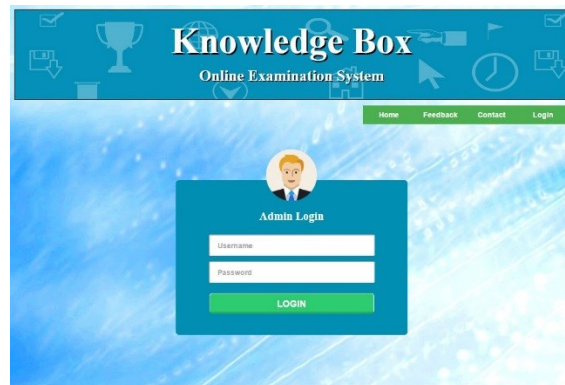 Knowledge Box
Online Examination System
Home Feedback Contact Login
Admin Login
Username
Password
LOGIN